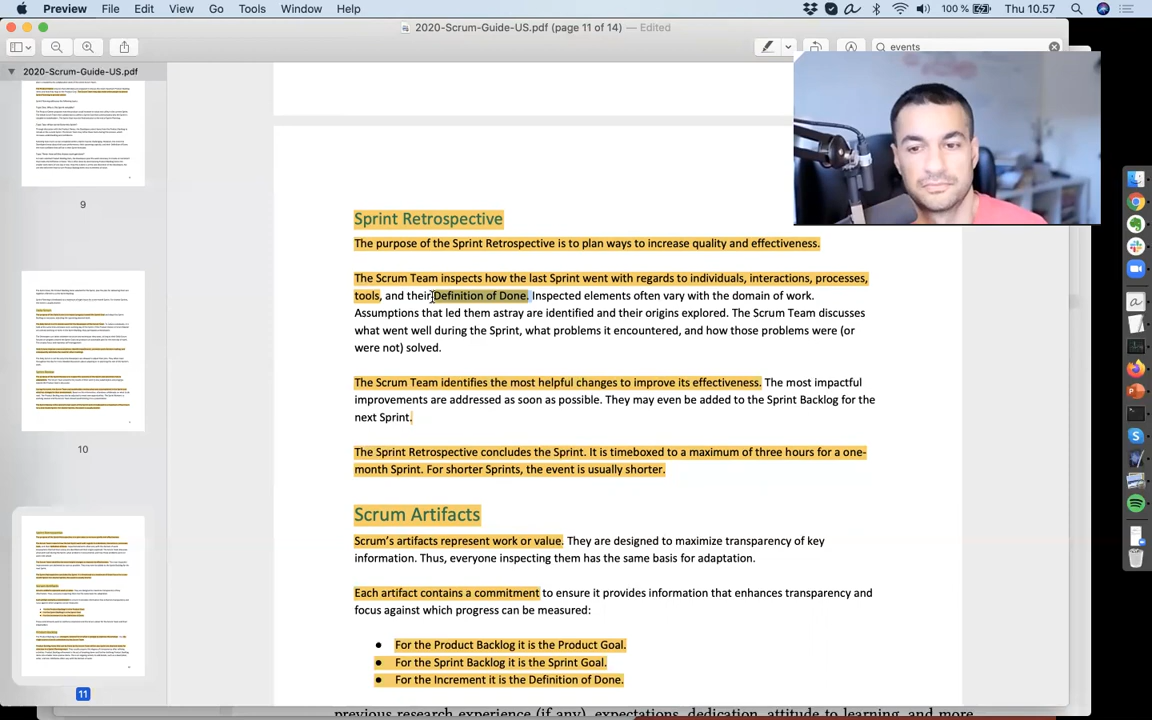 Preview File Edit View Go Tools Window Help 100 % Thu 10.57
2020-Scrum-Guide-US.pdf (page 11 of 14) — Edited
events
2020-Scrum-Guide-US.pdf
9
10
11
Sprint Retrospective
The purpose of the Sprint Retrospective is to plan ways to increase quality and effectiveness.
The Scrum Team inspects how the last Sprint went with regards to individuals, interactions, processes,
tools, and their Definition of Done. Inspected elements often vary with the domain of work.
Assumptions that led them astray are identified and their origins explored. The Scrum Team discusses
what went well during the Sprint, what problems it encountered, and how those problems were (or
were not) solved.
The Scrum Team identifies the most helpful changes to improve its effectiveness. The most impactful
improvements are addressed as soon as possible. They may even be added to the Sprint Backlog for the
next Sprint.
The Sprint Retrospective concludes the Sprint. It is timeboxed to a maximum of three hours for a one-
month Sprint. For shorter Sprints, the event is usually shorter.
Scrum Artifacts
Scrum’s artifacts represent work or value. They are designed to maximize transparency of key
information. Thus, everyone inspecting them has the same basis for adaptation.
Each artifact contains a commitment to ensure it provides information that enhances transparency and
focus against which progress can be measured:
● For the Product Backlog it is the Product Goal.
● For the Sprint Backlog it is the Sprint Goal.
● For the Increment it is the Definition of Done.
previous research experience (if any), expectations, dedication, attitude to learning, and more